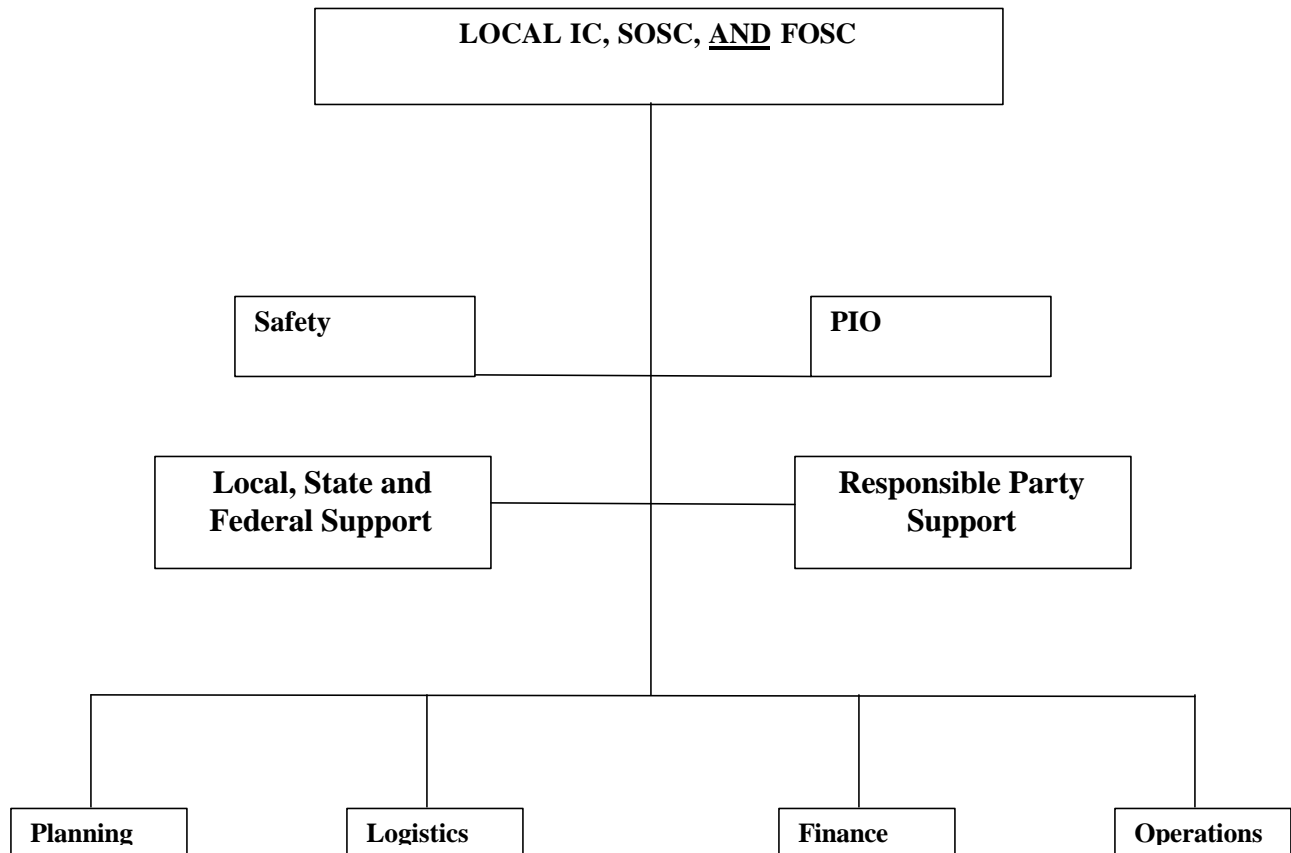 LOCAL IC, SOSC, AND FOSC
Safety
PIO
Local, State and
Federal Support
Responsible Party
Support
Planning
Logistics
Finance
Operations